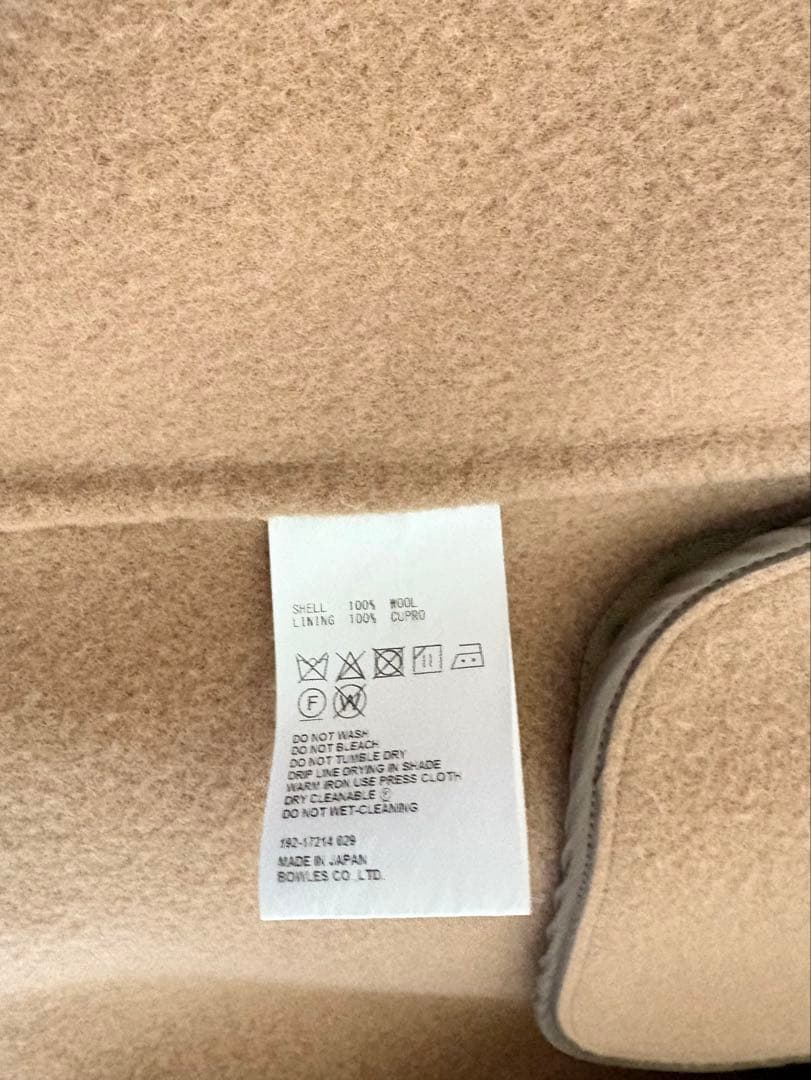 SHELL 100% WOOL
LINING 100% CUPRO
F W
DO NOT WASH
DO NOT BLEACH
DO NOT TUMBLE DRY
DRIP LINE DRYING IN SHADE
WARM IRON USE PRESS CLOTH
DRY CLEANABLE Ⓕ
DO NOT WET-CLEANING
192-17214 029
MADE IN JAPAN
BOWLES CO.,LTD.